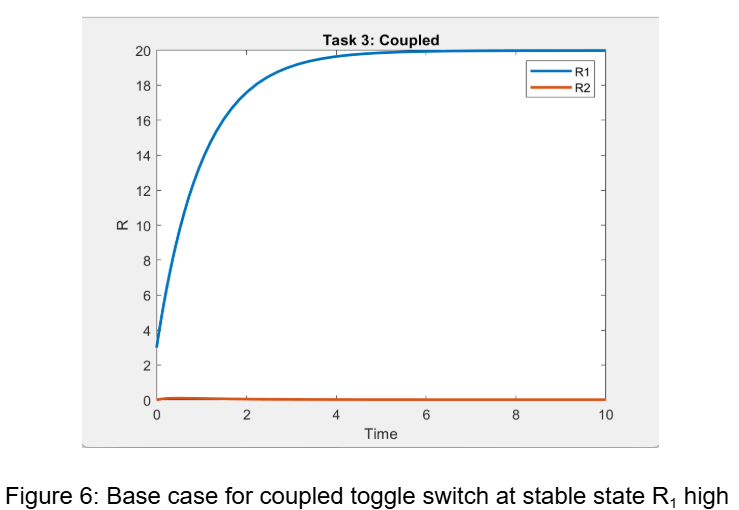 Task 3: Coupled
20
18
16
14
12
10
8
6
4
2
0
R
R1
R2
0 2 4 6 8 10
Time
Figure 6: Base case for coupled toggle switch at stable state R₁ high